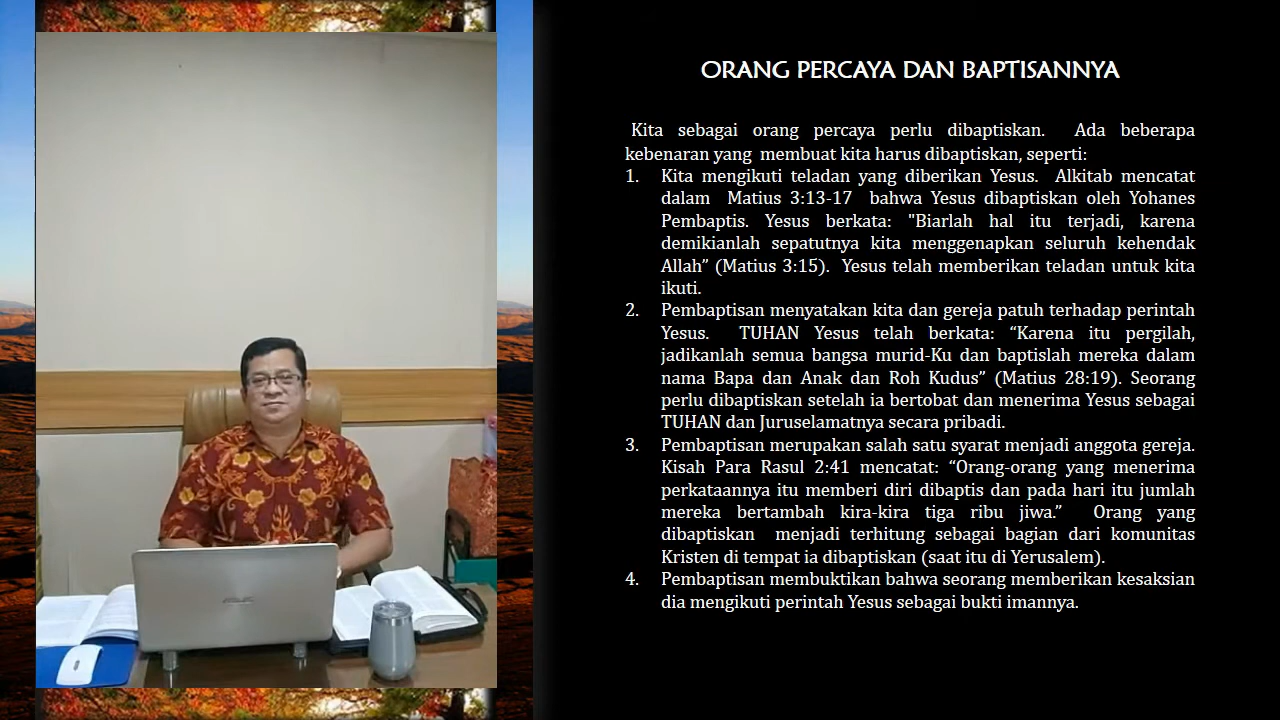 ORANG PERCAYA DAN BAPTISANNYA
Kita sebagai orang percaya perlu dibaptiskan. Ada beberapa
kebenaran yang membuat kita harus dibaptiskan, seperti:
1. Kita mengikuti teladan yang diberikan Yesus. Alkitab mencatat
dalam Matius 3:13-17 bahwa Yesus dibaptiskan oleh Yohanes
Pembaptis. Yesus berkata: "Biarlah hal itu terjadi, karena
demikianlah sepatutnya kita menggenapkan seluruh kehendak
Allah” (Matius 3:15). Yesus telah memberikan teladan untuk kita
ikuti.
2. Pembaptisan menyatakan kita dan gereja patuh terhadap perintah
Yesus. TUHAN Yesus telah berkata: “Karena itu pergilah,
jadikanlah semua bangsa murid-Ku dan baptislah mereka dalam
nama Bapa dan Anak dan Roh Kudus” (Matius 28:19). Seorang
perlu dibaptiskan setelah ia bertobat dan menerima Yesus sebagai
TUHAN dan Juruselamatnya secara pribadi.
3. Pembaptisan merupakan salah satu syarat menjadi anggota gereja.
Kisah Para Rasul 2:41 mencatat: “Orang-orang yang menerima
perkataannya itu memberi diri dibaptis dan pada hari itu jumlah
mereka bertambah kira-kira tiga ribu jiwa.” Orang yang
dibaptiskan menjadi terhitung sebagai bagian dari komunitas
Kristen di tempat ia dibaptiskan (saat itu di Yerusalem).
4. Pembaptisan membuktikan bahwa seorang memberikan kesaksian
dia mengikuti perintah Yesus sebagai bukti imannya.
ASUS